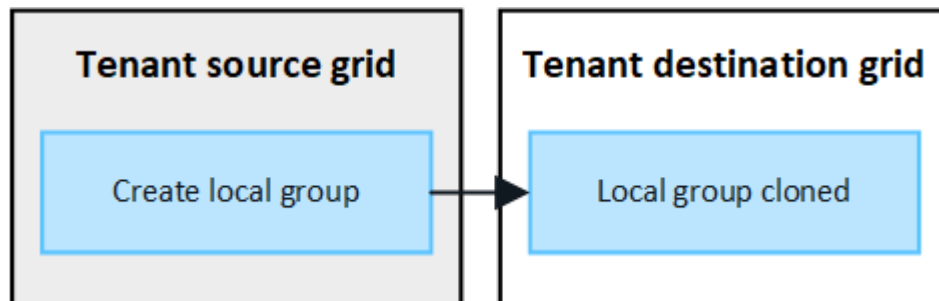 Tenant source grid
Tenant destination grid
Create local group
Local group cloned